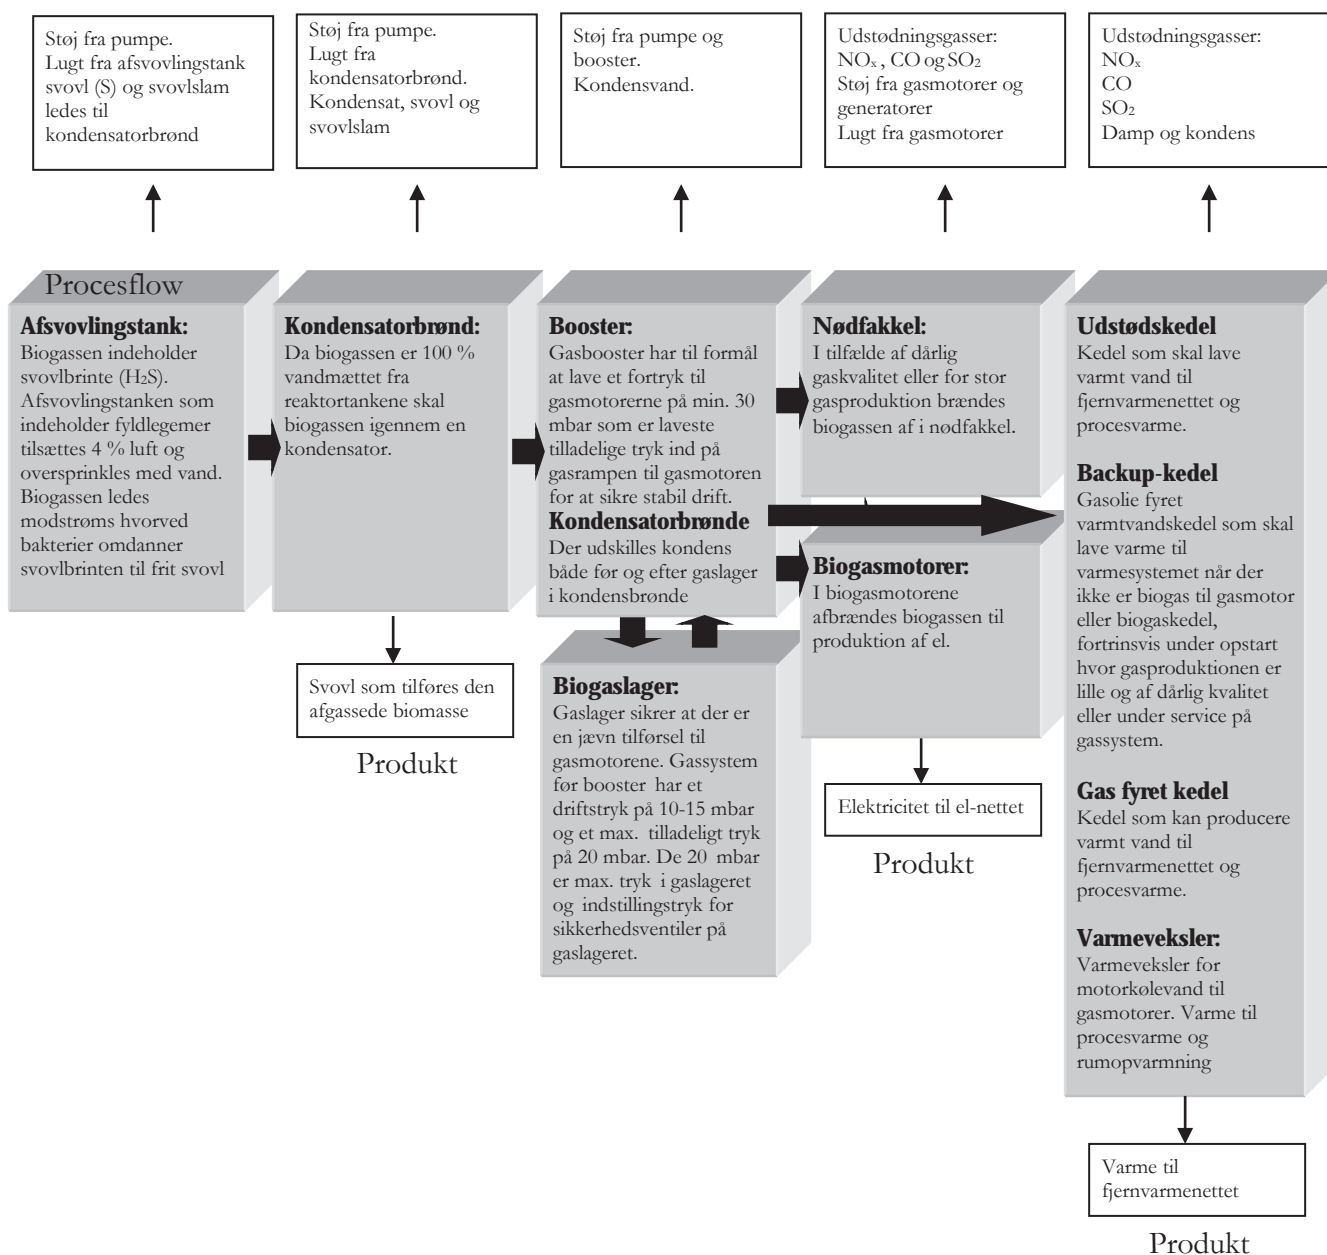 Støj fra pumpe.
Lugt fra afsvovlingstank
svovl (S) og svovlslam
ledes til
kondensatorbrønd
Støj fra pumpe.
Lugt fra
kondensatorbrønd.
Kondensat, svovl og
svovlslam
Støj fra pumpe og
booster.
Kondensvand.
Udstødningsgasser:
NOₓ , CO og SO₂
Støj fra gasmotorer og
generatorer
Lugt fra gasmotorer
Udstødningsgasser:
NOₓ
CO
SO₂
Damp og kondens
Procesflow
Afsvovlingstank:
Biogassen indeholder
svovlbrinte (H₂S).
Afsvovlingstanken som
indeholder fyldlegemer
tilsættes 4 % luft og
oversprinkles med vand.
Biogassen ledes
modstrøms hvorved
bakterier omdanner
svovlbrinten til frit svovl
Kondensatorbrønd:
Da biogassen er 100 %
vandmættet fra
reaktortankene skal
biogassen igennem en
kondensator.
Svovl som tilføres den
afgassede biomasse
Produkt
Booster:
Gasbooster har til formål
at lave et fortryk til
gasmotorerne på min. 30
mbar som er laveste
tilladelige tryk ind på
gasrampen til gasmotoren
for at sikre stabil drift.
Kondensatorbrønde
Der udskilles kondens
både før og efter gaslager
i kondensbrønde
Biogaslager:
Gaslager sikrer at der er
en jævn tilførsel til
gasmotorene. Gassystem
før booster har et
driftstryk på 10-15 mbar
og et max. tilladeligt tryk
på 20 mbar. De 20 mbar
er max. tryk i gaslageret
og indstillingstryk for
sikkerhedsventiler på
gaslageret.
Nødfakkel:
I tilfælde af dårlig
gaskvalitet eller for stor
gasproduktion brændes
biogassen af i nødfakkel.
Biogasmotorer:
I biogasmotorene
afbrændes biogassen til
produktion af el.
Elektricitet til el-nettet
Produkt
Udstødskedel
Kedel som skal lave
varmt vand til
fjernvarmenettet og
procesvarme.
Backup-kedel
Gasolie fyret
varmtvandskedel som skal
lave varme til
varmesystemet når der
ikke er biogas til gasmotor
eller biogaskedel,
fortrinsvis under opstart
hvor gasproduktionen er
lille og af dårlig kvalitet
eller under service på
gassystem.
Gas fyret kedel
Kedel som kan producere
varmt vand til
fjernvarmenettet og
procesvarme.
Varmeveksler:
Varmeveksler for
motorkølevand til
gasmotorer. Varme til
procesvarme og
rumopvarmning
Varme til
fjernvarmenettet
Produkt